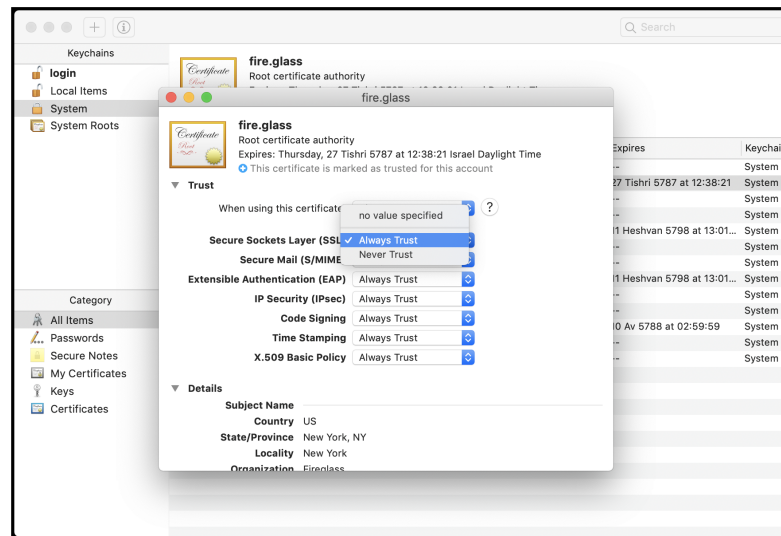 Search
Keychains
login
Local Items
System
System Roots
Certificate
Root
fire.glass
Root certificate authority
fire.glass
Certificate
Root
fire.glass
Root certificate authority
Expires: Thursday, 27 Tishri 5787 at 12:38:21 Israel Daylight Time
This certificate is marked as trusted for this account
Trust
When using this certificate
?
no value specified
Secure Sockets Layer (SSL
✓ Always Trust
Never Trust
Secure Mail (S/MIME
Extensible Authentication (EAP) Always Trust
IP Security (IPsec) Always Trust
Code Signing Always Trust
Time Stamping Always Trust
X.509 Basic Policy Always Trust
Details
Subject Name
Country US
State/Province New York, NY
Locality New York
Organization Fireglass
Expires Keychai
-- System
27 Tishri 5787 at 12:38:21 System
-- System
-- System
11 Heshvan 5798 at 13:01... System
-- System
-- System
11 Heshvan 5798 at 13:01... System
-- System
-- System
10 Av 5788 at 02:59:59 System
-- System
-- System
Category
All Items
Passwords
Secure Notes
My Certificates
Keys
Certificates